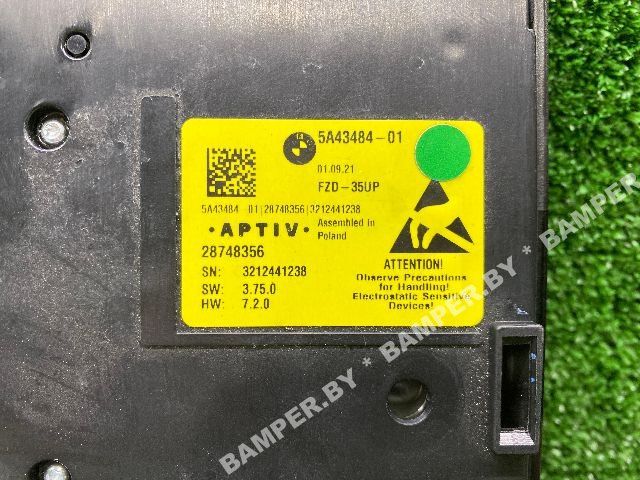 5A43484-01
01.09.21
FZD-35UP
5A43484 -01|28748356|3212441238
•APTIV• Assembled in Poland
28748356
SN: 3212441238
SW: 3.75.0
HW: 7.2.0
ATTENTION!
Observe Precautions
for Handling!
Electrostatic Sensitive
Devices!
BAMPER.BY * BAMPER.BY * BAMPER.BY